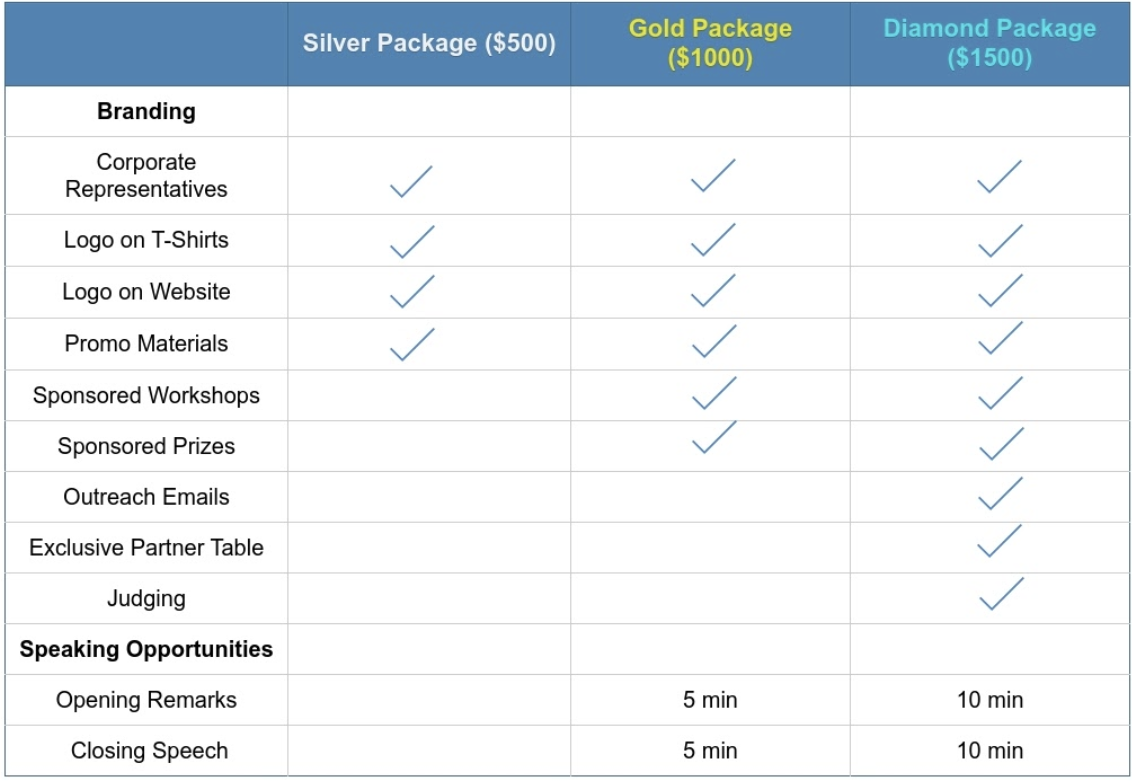 Silver Package ($500)
Gold Package
($1000)
Diamond Package
($1500)
Branding
Corporate
Representatives
Logo on T-Shirts
Logo on Website
Promo Materials
Sponsored Workshops
Sponsored Prizes
Outreach Emails
Exclusive Partner Table
Judging
Speaking Opportunities
Opening Remarks 5 min 10 min
Closing Speech 5 min 10 min